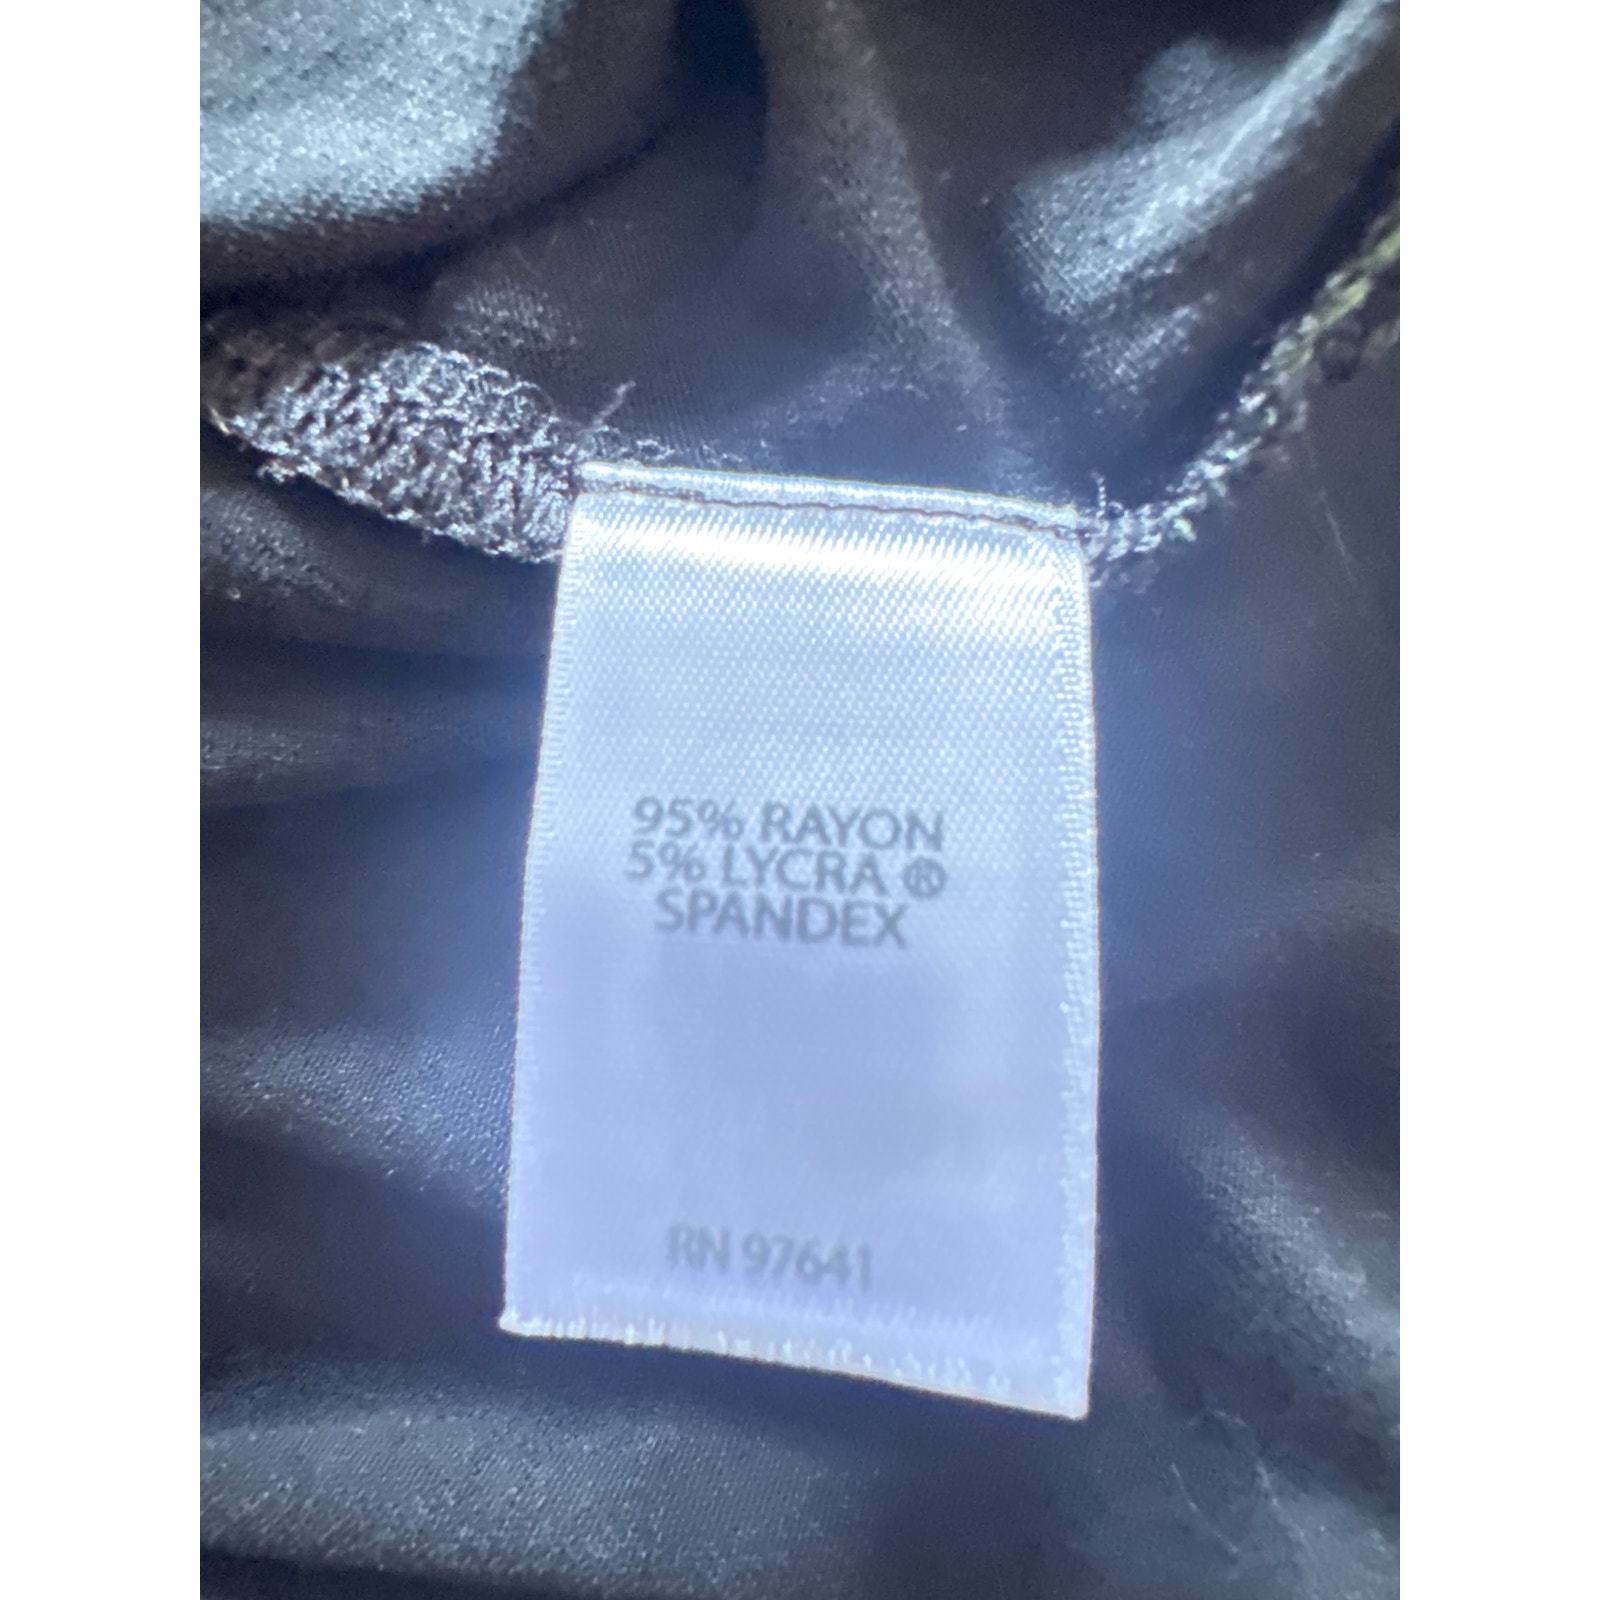 95% RAYON
5% LYCRA ®
SPANDEX
RN 97641